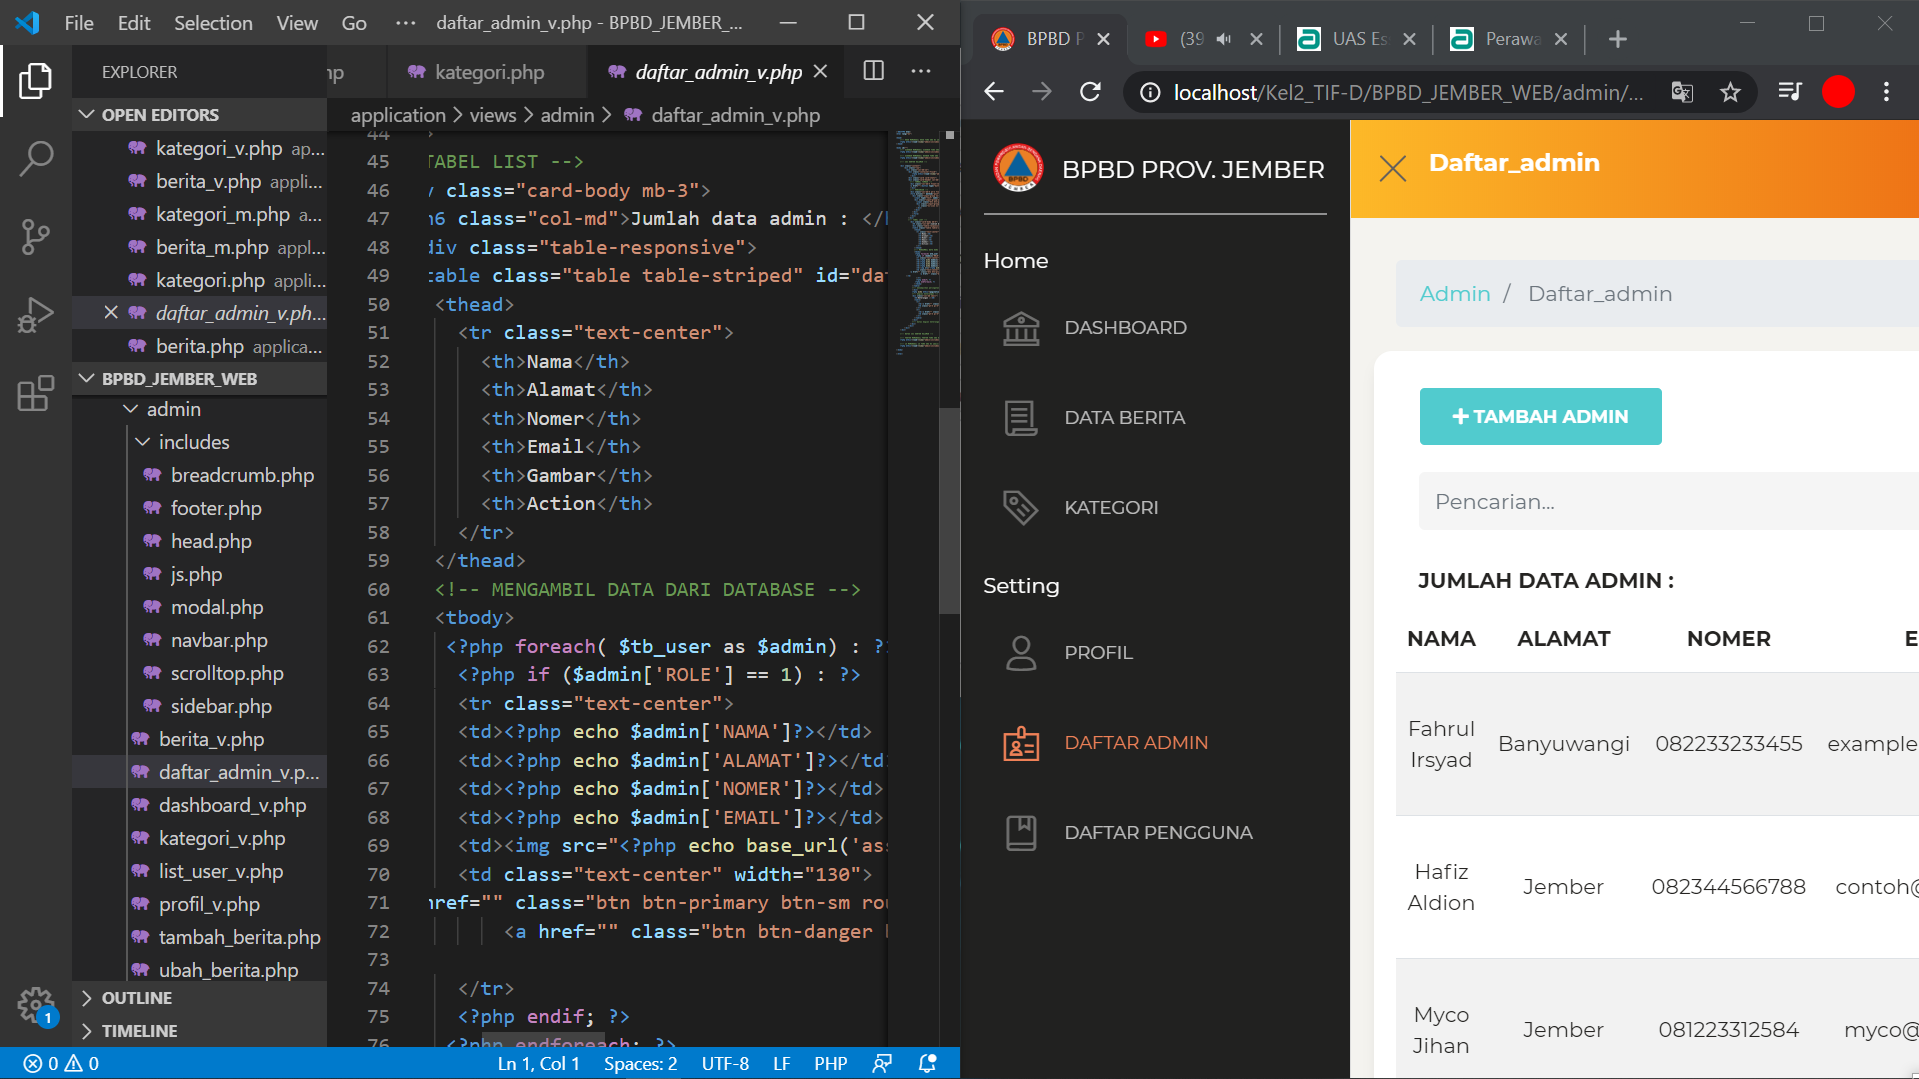 File Edit Selection View Go ··· daftar_admin_v.php - BPBD_JEMBER_...
EXPLORER
OPEN EDITORS
kategori_v.php ap...
berita_v.php appli...
kategori_m.php a...
berita_m.php appl...
kategori.php appli...
daftar_admin_v.ph...
berita.php applica...
BPBD_JEMBER_WEB
admin
includes
breadcrumb.php
footer.php
head.php
js.php
modal.php
navbar.php
scrolltop.php
sidebar.php
berita_v.php
daftar_admin_v.p...
dashboard_v.php
kategori_v.php
list_user_v.php
profil_v.php
tambah_berita.php
ubah_berita.php
OUTLINE
TIMELINE
1
hp kategori.php daftar_admin_v.php ···
application > views > admin > daftar_admin_v.php
44 >
45 TABEL LIST -->
46 v class="card-body mb-3">
47 h6 class="col-md">Jumlah data admin : </h
48 div class="table-responsive">
49 table class="table table-striped" id="dat
50 <thead>
51 <tr class="text-center">
52 <th>Nama</th>
53 <th>Alamat</th>
54 <th>Nomer</th>
55 <th>Email</th>
56 <th>Gambar</th>
57 <th>Action</th>
58 </tr>
59 </thead>
60 <!-- MENGAMBIL DATA DARI DATABASE -->
61 <tbody>
62 <?php foreach( $tb_user as $admin) : ?>
63 <?php if ($admin['ROLE'] == 1) : ?>
64 <tr class="text-center">
65 <td><?php echo $admin['NAMA']?></td>
66 <td><?php echo $admin['ALAMAT']?></td>
67 <td><?php echo $admin['NOMER']?></td>
68 <td><?php echo $admin['EMAIL']?></td>
69 <td><img src="<?php echo base_url('ass
70 <td class="text-center" width="130">
71 href="" class="btn btn-primary btn-sm rou
72 <a href="" class="btn btn-danger b
73
74 </tr>
75 <?php endif; ?>
76 <?php endforeach; ?>
0 0 Ln 1, Col 1 Spaces: 2 UTF-8 LF PHP
BPBD P (39 UAS Es Perawa
localhost/Kel2_TIF-D/BPBD_JEMBER_WEB/admin/...
BPBD
JEMBER
BPBD PROV. JEMBER
Home
DASHBOARD
DATA BERITA
KATEGORI
Setting
PROFIL
DAFTAR ADMIN
DAFTAR PENGGUNA
Daftar_admin
Admin / Daftar_admin
+ TAMBAH ADMIN
Pencarian...
JUMLAH DATA ADMIN :
NAMA ALAMAT NOMER E
Fahrul Irsyad Banyuwangi 082233233455 example
Hafiz Aldion Jember 082344566788 contoh@
Myco Jihan Jember 081223312584 myco@